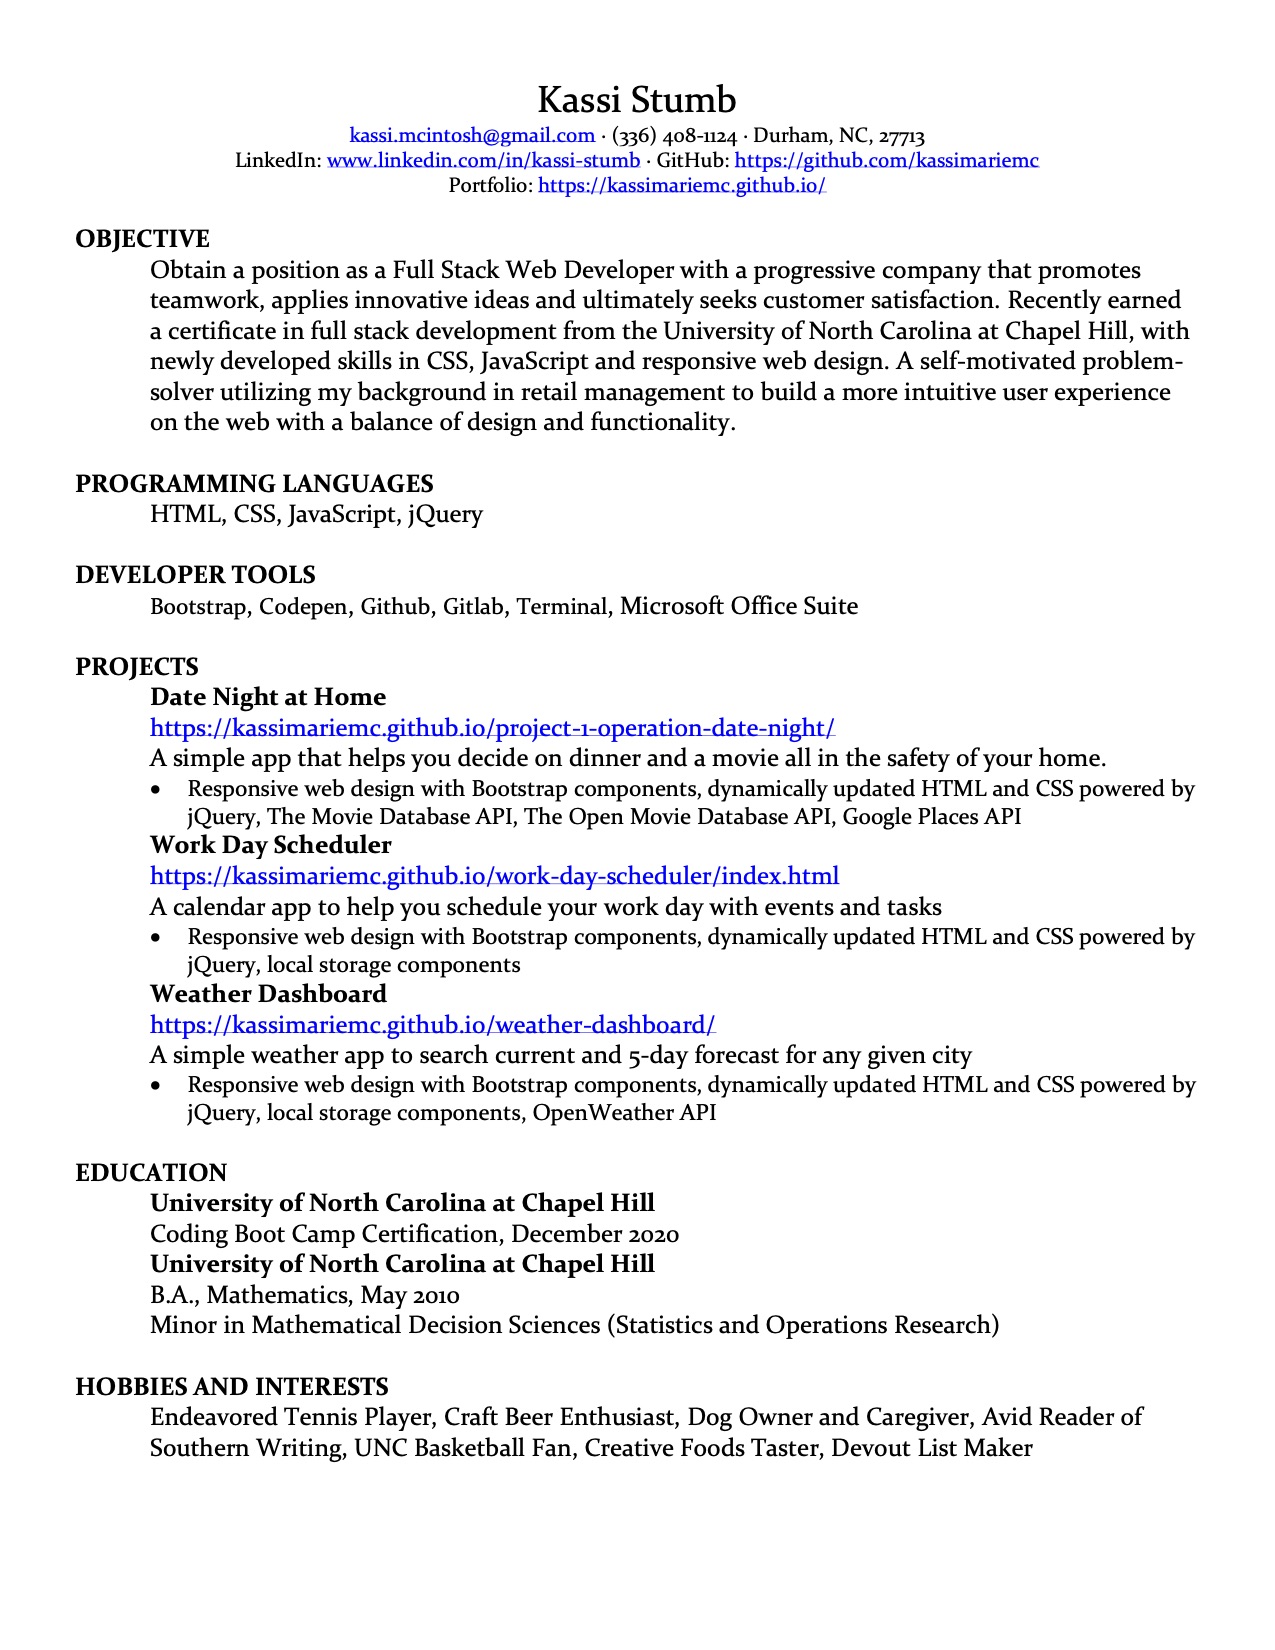 Kassi Stumb
kassi.mcintosh@gmail.com · (336) 408-1124 · Durham, NC, 27713
LinkedIn: www.linkedin.com/in/kassi-stumb · GitHub: https://github.com/kassimariemc
Portfolio: https://kassimariemc.github.io/
OBJECTIVE
Obtain a position as a Full Stack Web Developer with a progressive company that promotes
teamwork, applies innovative ideas and ultimately seeks customer satisfaction. Recently earned
a certificate in full stack development from the University of North Carolina at Chapel Hill, with
newly developed skills in CSS, JavaScript and responsive web design. A self-motivated problem-
solver utilizing my background in retail management to build a more intuitive user experience
on the web with a balance of design and functionality.
PROGRAMMING LANGUAGES
HTML, CSS, JavaScript, jQuery
DEVELOPER TOOLS
Bootstrap, Codepen, Github, Gitlab, Terminal, Microsoft Office Suite
PROJECTS
Date Night at Home
https://kassimariemc.github.io/project-1-operation-date-night/
A simple app that helps you decide on dinner and a movie all in the safety of your home.
• Responsive web design with Bootstrap components, dynamically updated HTML and CSS powered by
jQuery, The Movie Database API, The Open Movie Database API, Google Places API
Work Day Scheduler
https://kassimariemc.github.io/work-day-scheduler/index.html
A calendar app to help you schedule your work day with events and tasks
• Responsive web design with Bootstrap components, dynamically updated HTML and CSS powered by
jQuery, local storage components
Weather Dashboard
https://kassimariemc.github.io/weather-dashboard/
A simple weather app to search current and 5-day forecast for any given city
• Responsive web design with Bootstrap components, dynamically updated HTML and CSS powered by
jQuery, local storage components, OpenWeather API
EDUCATION
University of North Carolina at Chapel Hill
Coding Boot Camp Certification, December 2020
University of North Carolina at Chapel Hill
B.A., Mathematics, May 2010
Minor in Mathematical Decision Sciences (Statistics and Operations Research)
HOBBIES AND INTERESTS
Endeavored Tennis Player, Craft Beer Enthusiast, Dog Owner and Caregiver, Avid Reader of
Southern Writing, UNC Basketball Fan, Creative Foods Taster, Devout List Maker